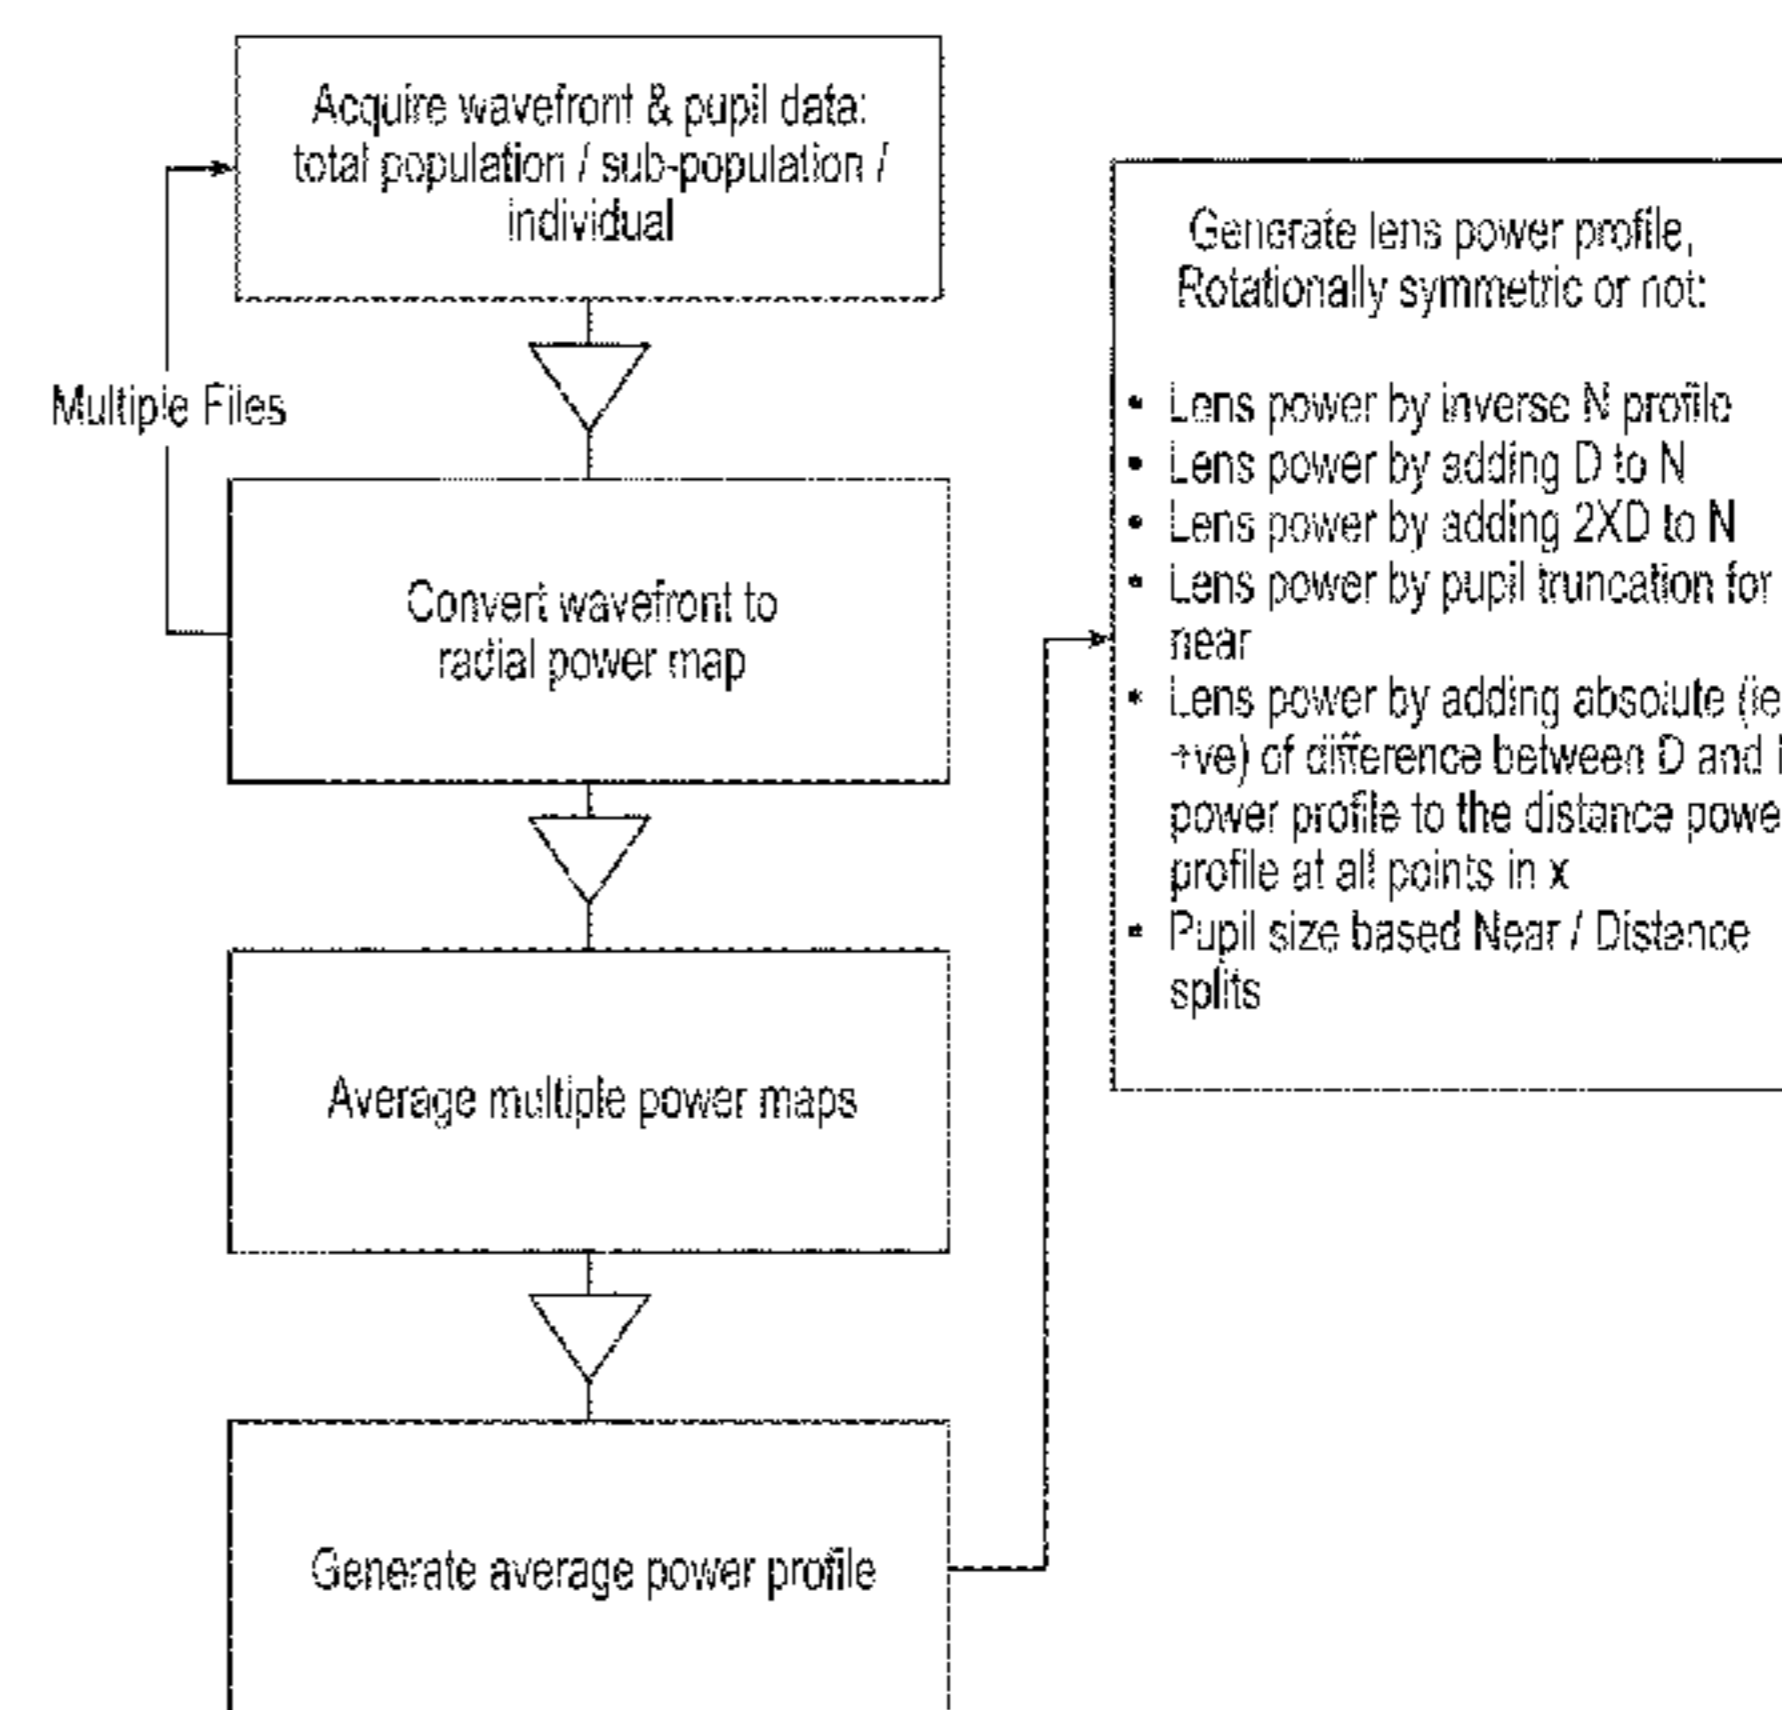 Acquire wavefront & pupil data:
total population / sub-population /
individual
Multiple Files
Convert wavefront to
radial power map
Average multiple power maps
Generate average power profile
Generate lens power profile,
Rotationally symmetric or not:
• Lens power by inverse N profile
• Lens power by adding D to N
• Lens power by adding 2XD to N
• Lens power by pupil truncation for
near
• Lens power by adding absolute (ie
+ve) of difference between D and
power profile to the distance powe
profile at all points in x
• Pupil size based Near / Distance
splits